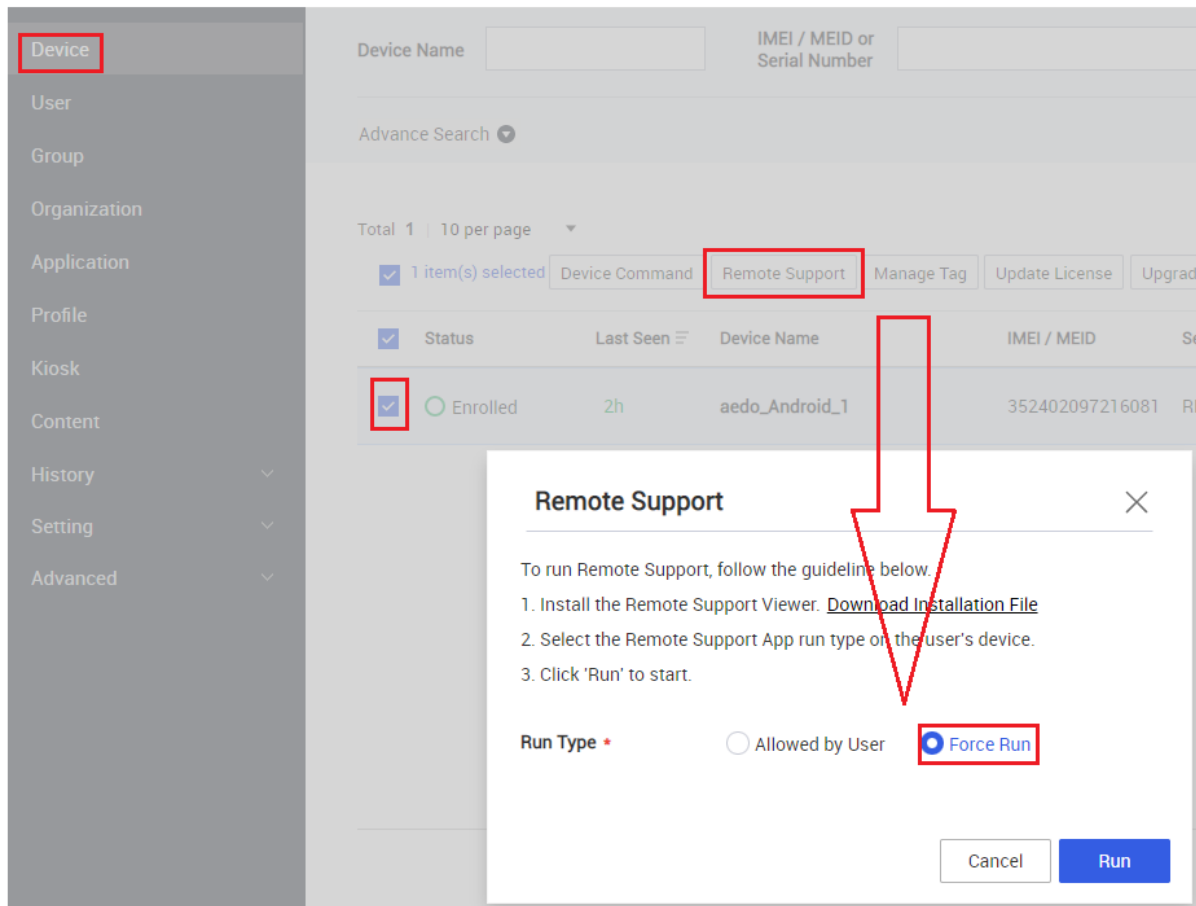 Device
User
Group
Organization
Application
Profile
Kiosk
Content
History
Setting
Advanced
Device Name
IMEI / MEID or
Serial Number
Advance Search
Total 1 | 10 per page
1 item(s) selected Device Command Remote Support Manage Tag Update License
Status Last Seen Device Name IMEI / MEID
Enrolled 2h aedo_Android_1 352402097216081
Remote Support
To run Remote Support, follow the guideline below.
1. Install the Remote Support Viewer. Download Installation File
2. Select the Remote Support App run type on the user's device.
3. Click 'Run' to start.
Run Type * Allowed by User Force Run
Cancel Run